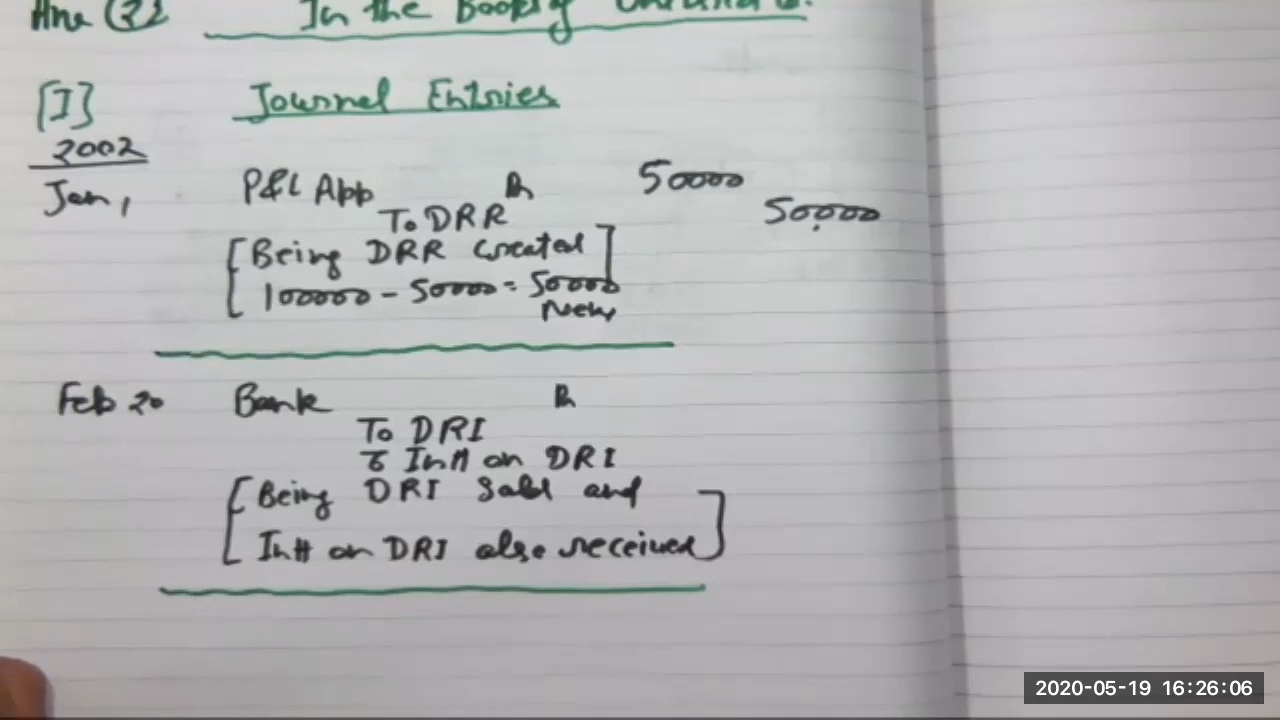 Ans (32) In the Books of
[I] Journal Entries
2002
Jan, P&L App Dr 50000
To DRR 50000
[Being DRR created]
100000 - 50000 = 50000
Feb 20 Bank Dr
To DRI
To Intt on DRI
[Being DRI sold and
Intt on DRI also received]
2020-05-19 16:26:06